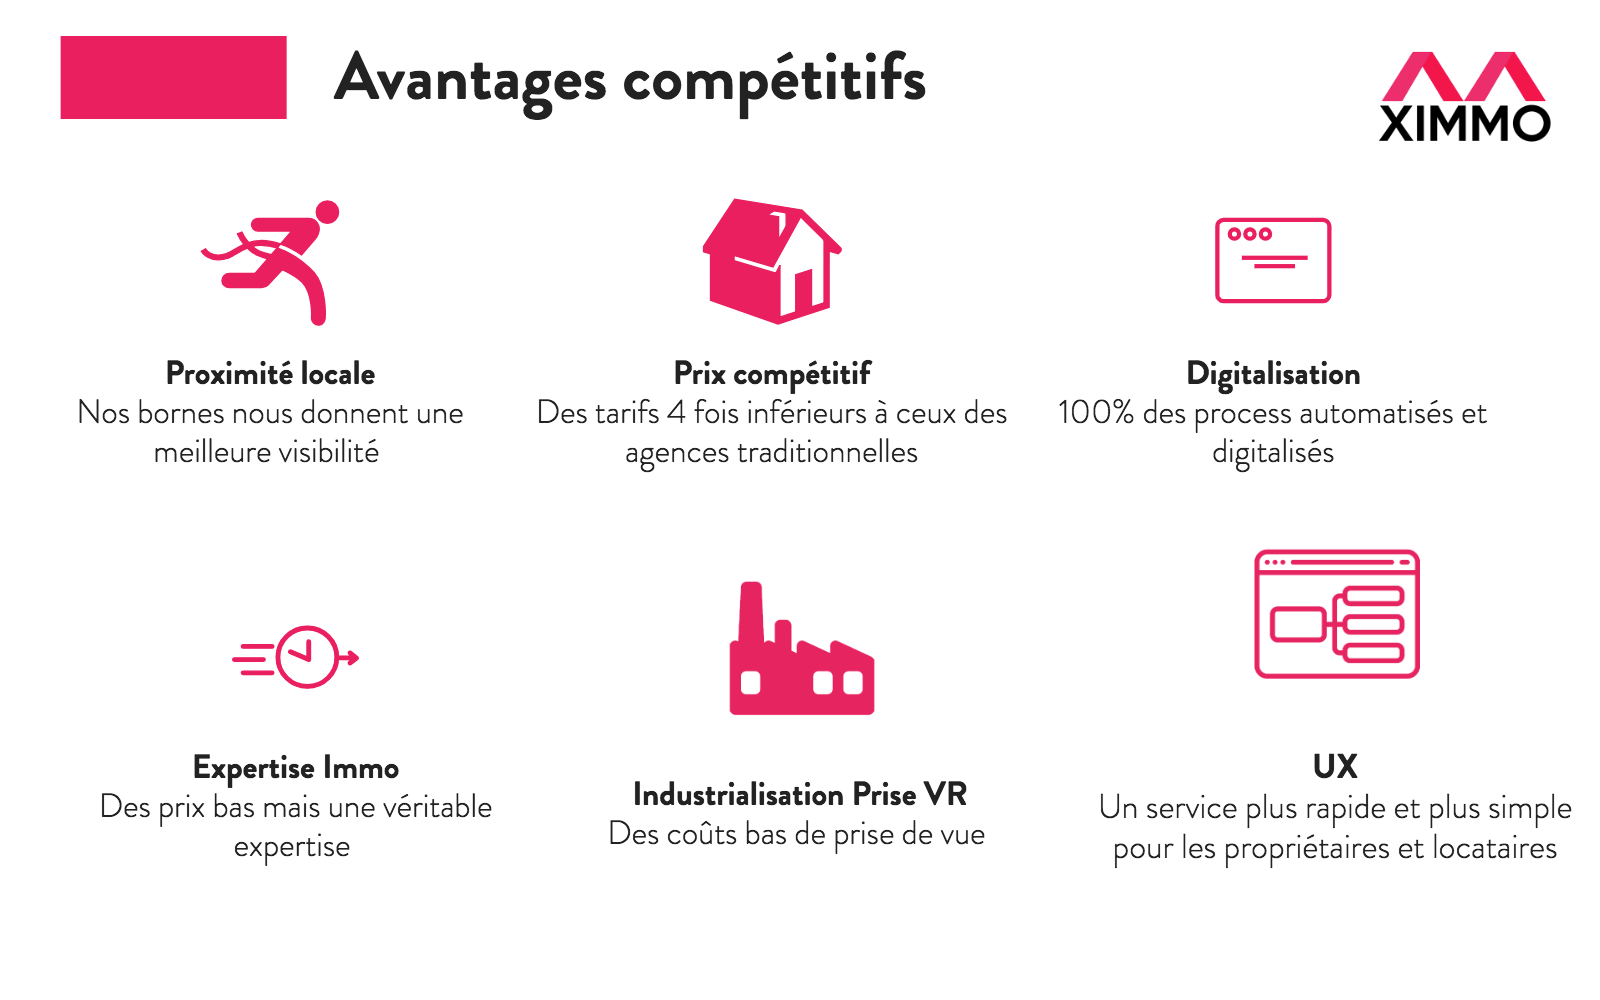 Avantages compétitifs
XIMMO
Proximité locale
Nos bornes nous donnent une
meilleure visibilité
Prix compétitif
Des tarifs 4 fois inférieurs à ceux des
agences traditionnelles
Digitalisation
100% des process automatisés et
digitalisés
Expertise Immo
Des prix bas mais une véritable
expertise
Industrialisation Prise VR
Des coûts bas de prise de vue
UX
Un service plus rapide et plus simple
pour les propriétaires et locataires